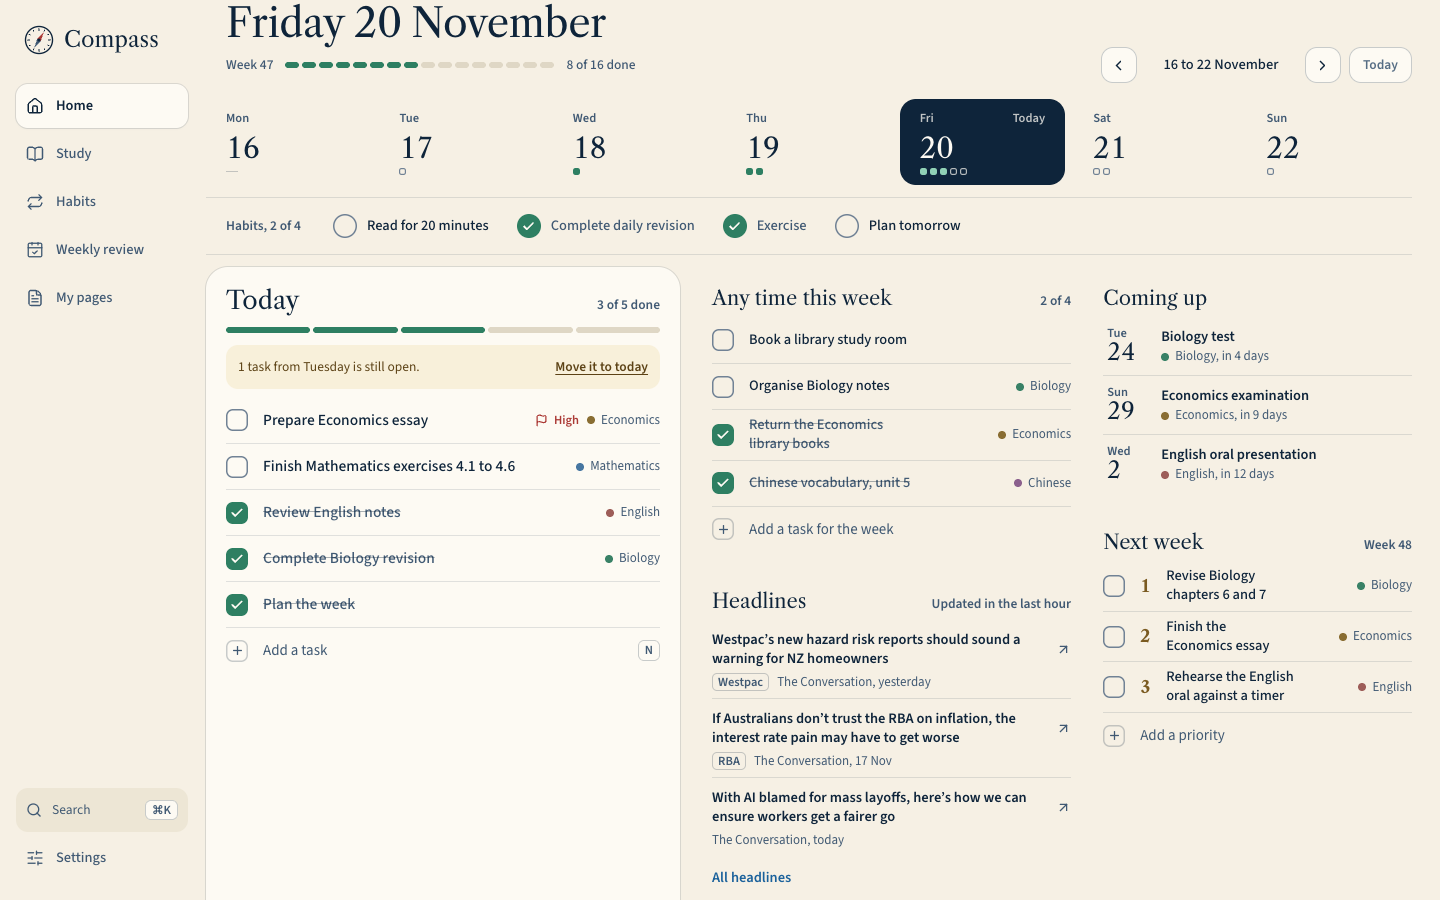 Compass
Home
Study
Habits
Weekly review
My pages
Search ⌘K
Settings
Friday 20 November
Week 47 8 of 16 done
16 to 22 November Today
Mon
16
Tue
17
Wed
18
Thu
19
Fri Today
20
Sat
21
Sun
22
Habits, 2 of 4 Read for 20 minutes Complete daily revision Exercise Plan tomorrow
Today 3 of 5 done
1 task from Tuesday is still open. Move it to today
Prepare Economics essay High Economics
Finish Mathematics exercises 4.1 to 4.6 Mathematics
Review English notes English
Complete Biology revision Biology
Plan the week
Add a task N
Any time this week 2 of 4
Book a library study room
Organise Biology notes Biology
Return the Economics
library books Economics
Chinese vocabulary, unit 5 Chinese
Add a task for the week
Headlines Updated in the last hour
Westpac’s new hazard risk reports should sound a
warning for NZ homeowners
Westpac The Conversation, yesterday
If Australians don’t trust the RBA on inflation, the
interest rate pain may have to get worse
RBA The Conversation, 17 Nov
With AI blamed for mass layoffs, here’s how we can
ensure workers get a fairer go
The Conversation, today
All headlines
Coming up
Tue
24
Biology test
Biology, in 4 days
Sun
29
Economics examination
Economics, in 9 days
Wed
2
English oral presentation
English, in 12 days
Next week Week 48
1 Revise Biology
chapters 6 and 7 Biology
2 Finish the
Economics essay Economics
3 Rehearse the English
oral against a timer English
Add a priority